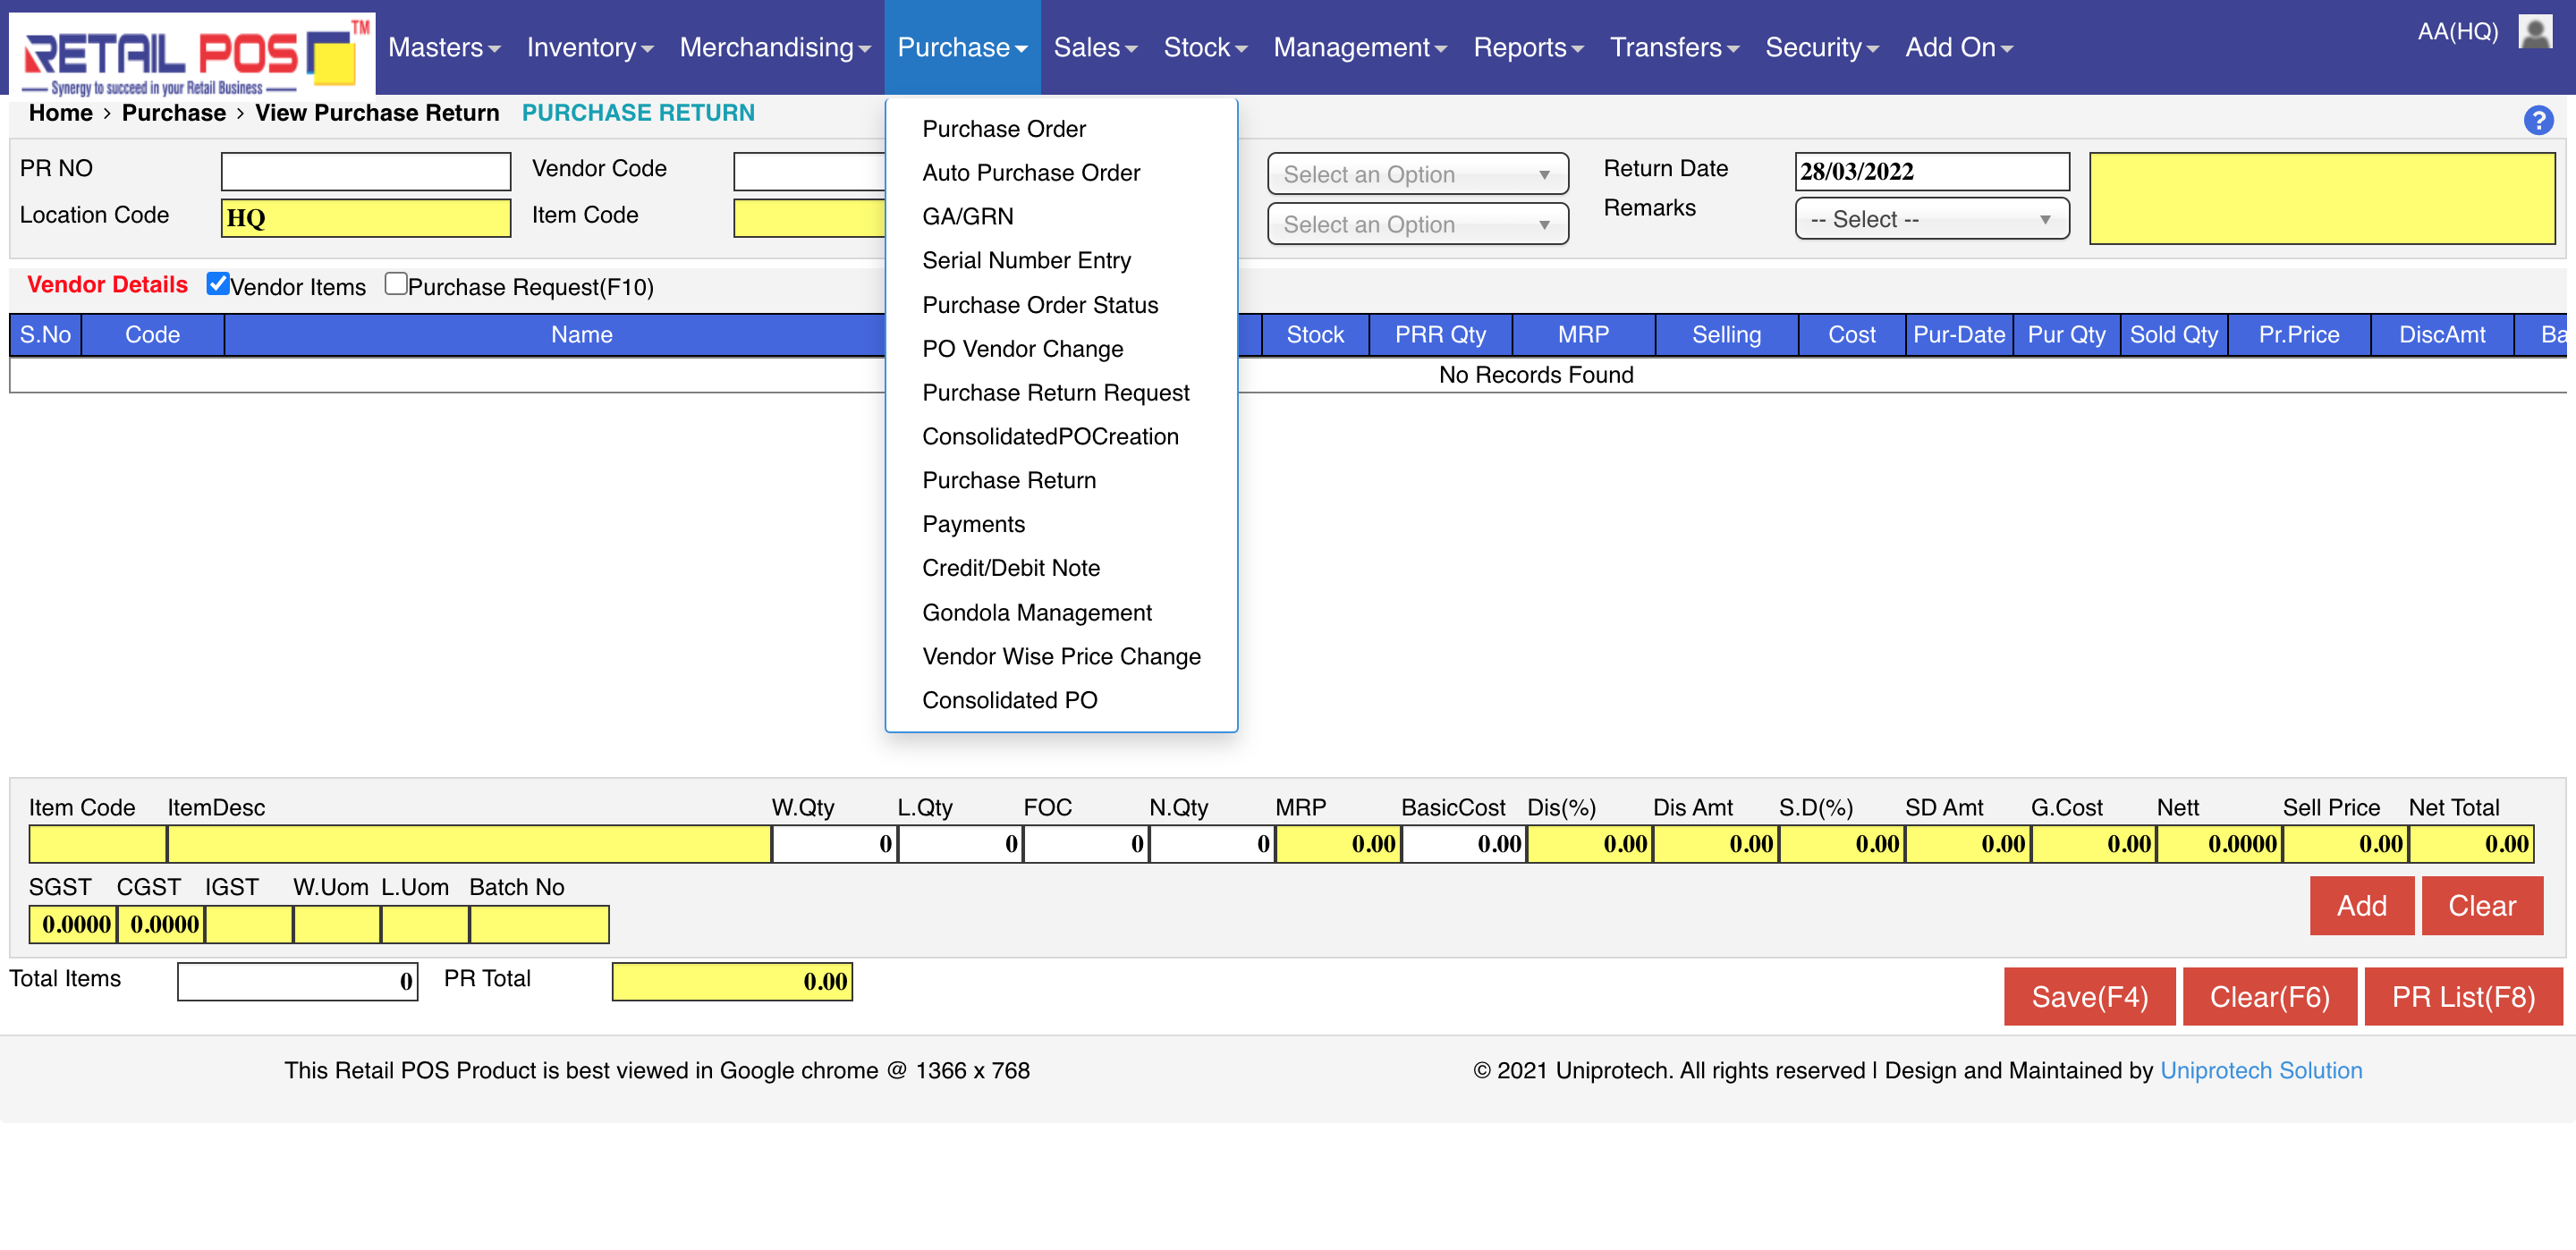 RETAIL POS TM
Synergy to succeed in your Retail Business
Masters Inventory Merchandising Purchase Sales Stock Management Reports Transfers Security Add On
AA(HQ)
Home › Purchase › View Purchase Return PURCHASE RETURN
?
PR NO Vendor Code Select an Option Return Date 28/03/2022
Location Code HQ Item Code Select an Option Remarks -- Select --
Purchase Order
Auto Purchase Order
GA/GRN
Serial Number Entry
Purchase Order Status
PO Vendor Change
Purchase Return Request
ConsolidatedPOCreation
Purchase Return
Payments
Credit/Debit Note
Gondola Management
Vendor Wise Price Change
Consolidated PO
Vendor Details Vendor Items Purchase Request(F10)
S.No Code Name Stock PRR Qty MRP Selling Cost Pur-Date Pur Qty Sold Qty Pr.Price DiscAmt Ba
No Records Found
Item Code ItemDesc W.Qty L.Qty FOC N.Qty MRP BasicCost Dis(%) Dis Amt S.D(%) SD Amt G.Cost Nett Sell Price Net Total
0 0 0 0 0.00 0.00 0.00 0.00 0.00 0.00 0.00 0.0000 0.00 0.00
SGST CGST IGST W.Uom L.Uom Batch No
0.0000 0.0000
Add Clear
Total Items 0 PR Total 0.00
Save(F4) Clear(F6) PR List(F8)
This Retail POS Product is best viewed in Google chrome @ 1366 x 768
© 2021 Uniprotech. All rights reserved | Design and Maintained by Uniprotech Solution